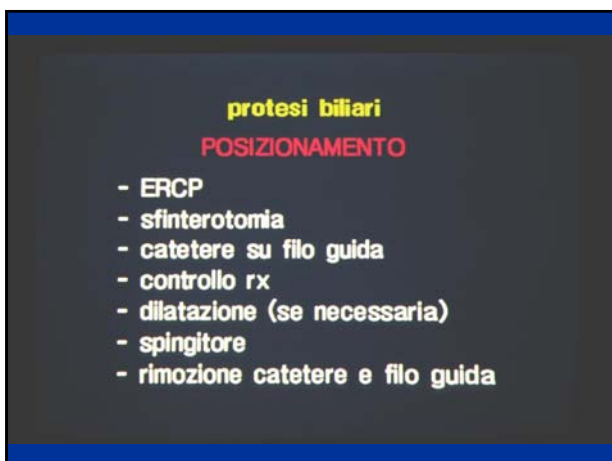 protesi biliari
POSIZIONAMENTO
- ERCP
- sfinterotomia
- catetere su filo guida
- controllo rx
- dilatazione (se necessaria)
- spingitore
- rimozione catetere e filo guida